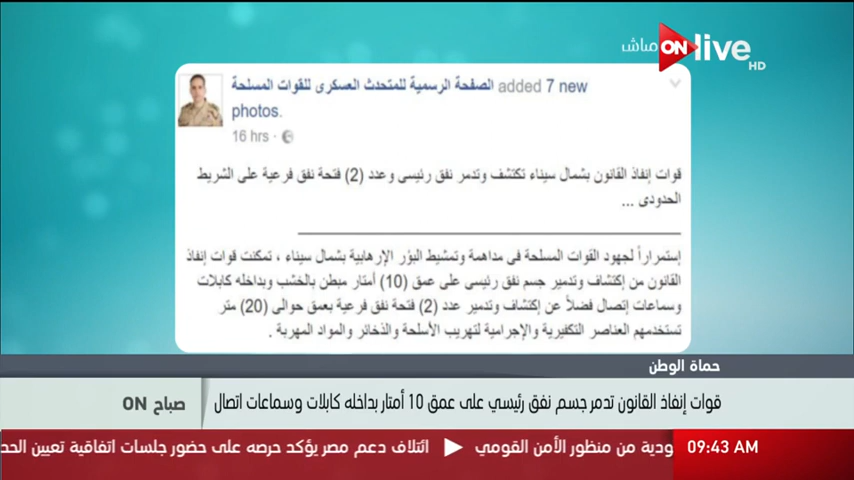 مباشر ON live HD
الصفحة الرسمية للمتحدث العسكرى للقوات المسلحة added 7 new
photos.
16 hrs ·
قوات إنفاذ القانون بشمال سيناء تكتشف وتدمر نفق رئيسى وعدد (2) فتحة نفق فرعية على الشريط
الحدودى ...
إستمراراً لجهود القوات المسلحة فى مداهمة وتمشيط البؤر الإرهابية بشمال سيناء ، تمكنت قوات إنفاذ
القانون من إكتشاف وتدمير جسم نفق رئيسى على عمق (10) أمتار مبطن بالخشب وبداخله كابلات
وسماعات إتصال فضلاً عن إكتشاف وتدمير عدد (2) فتحة نفق فرعية بعمق حوالى (20) متر
تستخدمهم العناصر التكفيرية والإجرامية لتهريب الأسلحة والذخائر والمواد المهربة .
حماة الوطن
قوات إنفاذ القانون تدمر جسم نفق رئيسي على عمق 10 أمتار بداخله كابلات وسماعات اتصال
صباح ON
ودية من منظور الأمن القومي ◀ ائتلاف دعم مصر يؤكد حرصه على حضور جلسات اتفاقية تعيين الحد
09:43 AM